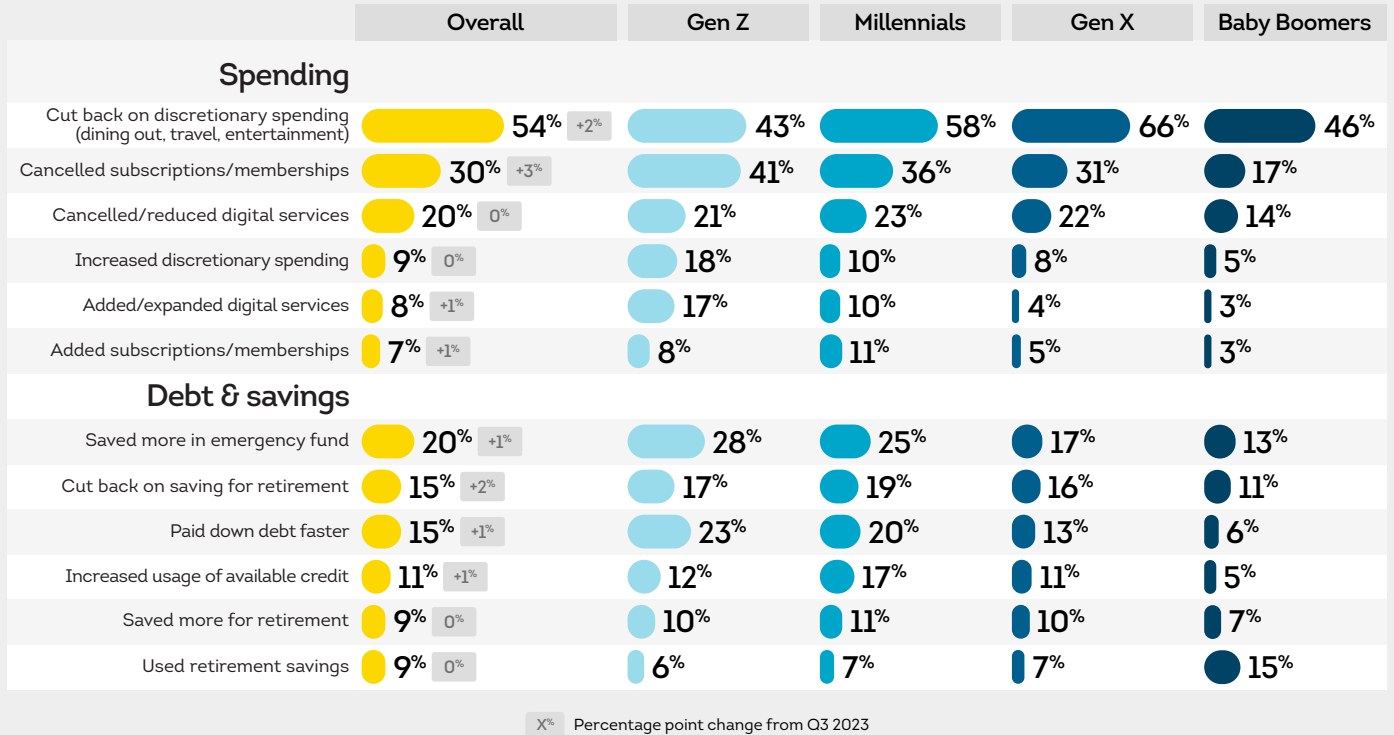 Overall Gen Z Millennials Gen X Baby Boomers
Spending
Cut back on discretionary spending
(dining out, travel, entertainment) 54% +2% 43% 58% 66% 46%
Cancelled subscriptions/memberships 30% +3% 41% 36% 31% 17%
Cancelled/reduced digital services 20% 0% 21% 23% 22% 14%
Increased discretionary spending 9% 0% 18% 10% 8% 5%
Added/expanded digital services 8% +1% 17% 10% 4% 3%
Added subscriptions/memberships 7% +1% 8% 11% 5% 3%
Debt & savings
Saved more in emergency fund 20% +1% 28% 25% 17% 13%
Cut back on saving for retirement 15% +2% 17% 19% 16% 11%
Paid down debt faster 15% +1% 23% 20% 13% 6%
Increased usage of available credit 11% +1% 12% 17% 11% 5%
Saved more for retirement 9% 0% 10% 11% 10% 7%
Used retirement savings 9% 0% 6% 7% 7% 15%
X% Percentage point change from Q3 2023